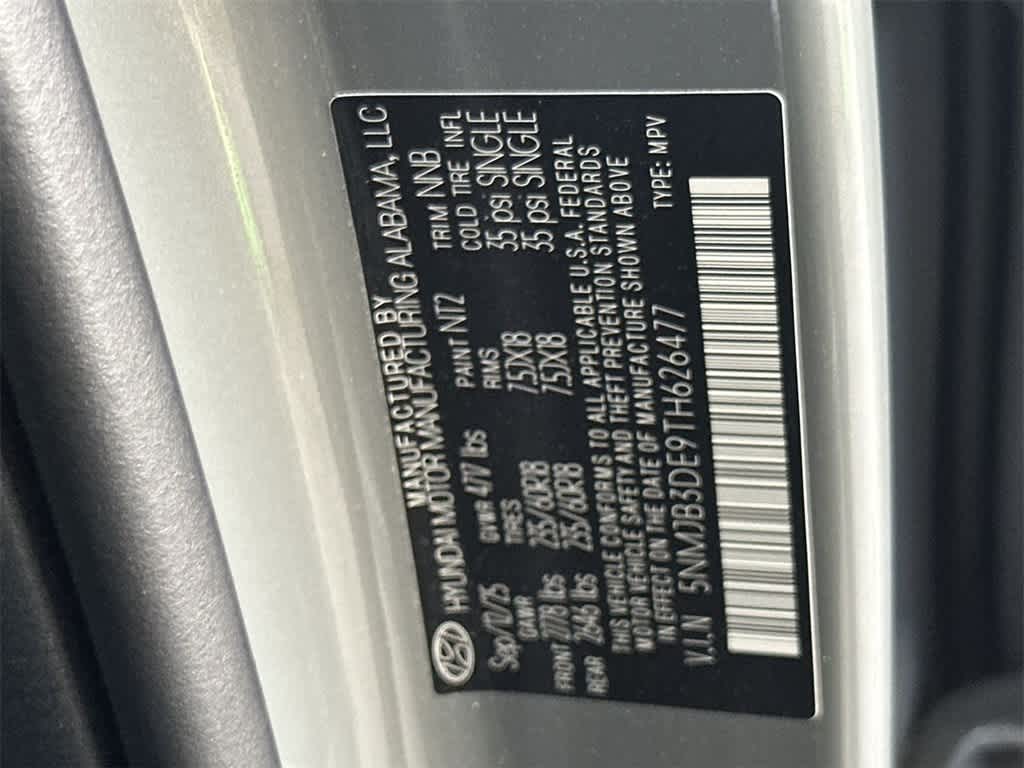 MANUFACTURED BY
HYUNDAI MOTOR MANUFACTURING ALABAMA, LLC
Sep/10/25 GVWR 4717 lbs PAINT NT2 TRIM NNB
GAWR TIRES RIMS COLD TIRE INFL
FRONT 2778 lbs 235/60R18 7.5JX18 35 psi SINGLE
REAR 2646 lbs 235/60R18 7.5JX18 35 psi SINGLE
THIS VEHICLE CONFORMS TO ALL APPLICABLE U.S.A. FEDERAL
MOTOR VEHICLE SAFETY AND THEFT PREVENTION STANDARDS
IN EFFECT ON THE DATE OF MANUFACTURE SHOWN ABOVE
V.I.N 5NMJB3DE9TH626477 TYPE: MPV